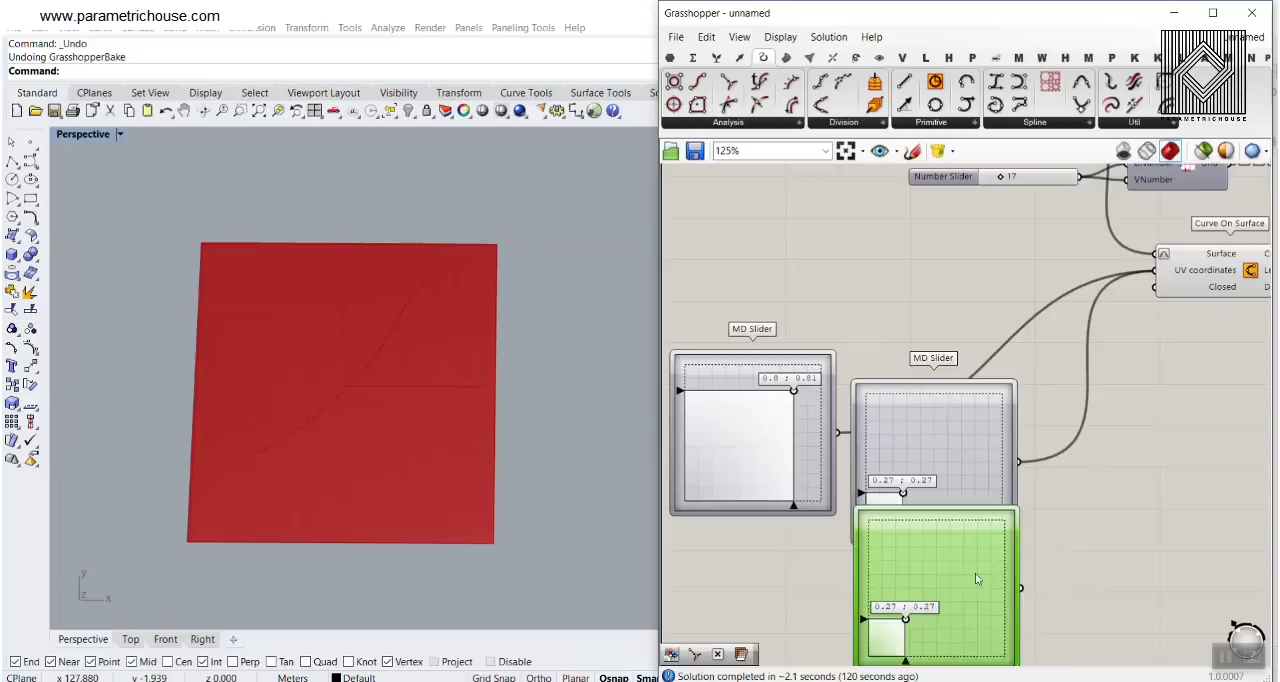 www.parametrichouse.com
Transform Tools Analyze Render Panels Paneling Tools Help
Command: _Undo
Undoing GrasshopperBake
Command:
Standard CPlanes Set View Display Select Viewport Layout Visibility Transform Curve Tools Surface Tools
Perspective
Perspective Top Front Right
End Near Point Mid Cen Int Perp Tan Quad Knot Vertex Project Disable
CPlane x 127.880 y -1.939 z 0.000 Meters Default Grid Snap Ortho Planar Osnap
y
z x
Grasshopper - unnamed
File Edit View Display Solution Help
V L H P M W H M P K K N P
PARAMETRICHOUSE
Analysis Division Primitive Spline Util
125%
Number Slider 17
VNumber
Curve On Surface
Surface
UV coordinates
Closed
MD Slider
0.8 ; 0.81
MD Slider
0.27 ; 0.27
0.27 ; 0.27
Solution completed in ~2.1 seconds (120 seconds ago)
1.0.0007